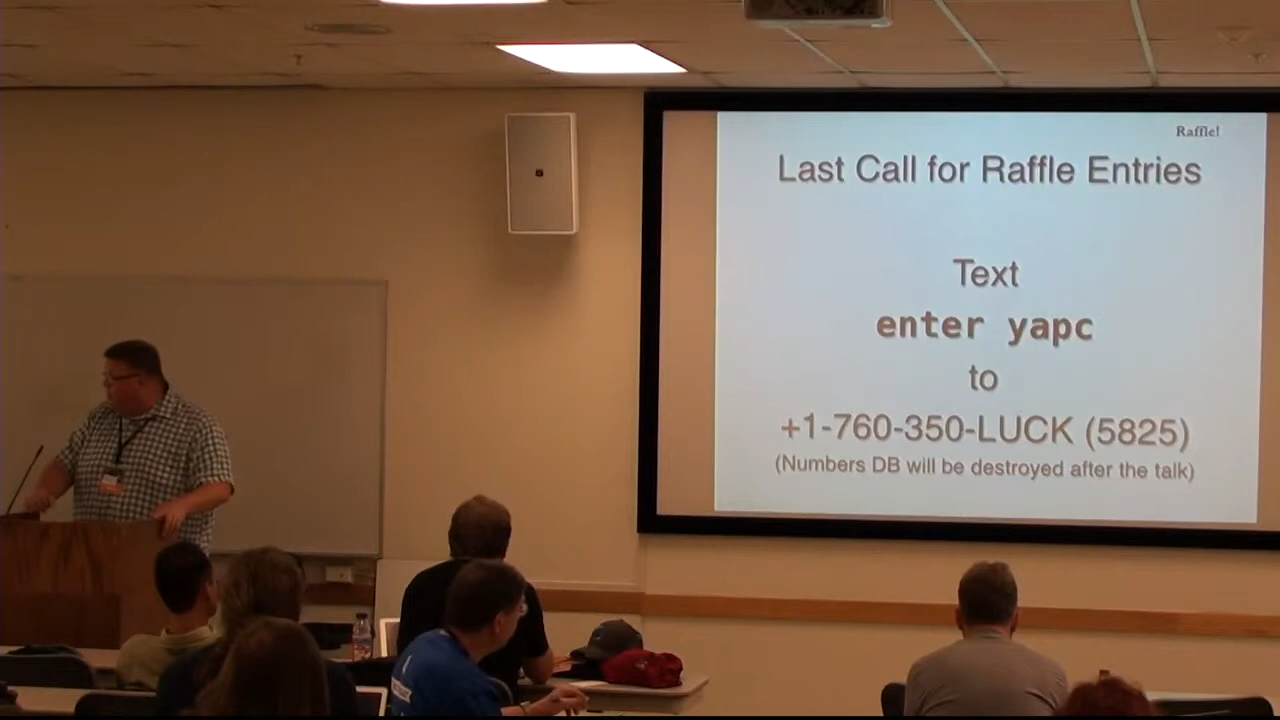 Raffle!
Last Call for Raffle Entries
Text
enter yapc
to
+1-760-350-LUCK (5825)
(Numbers DB will be destroyed after the talk)